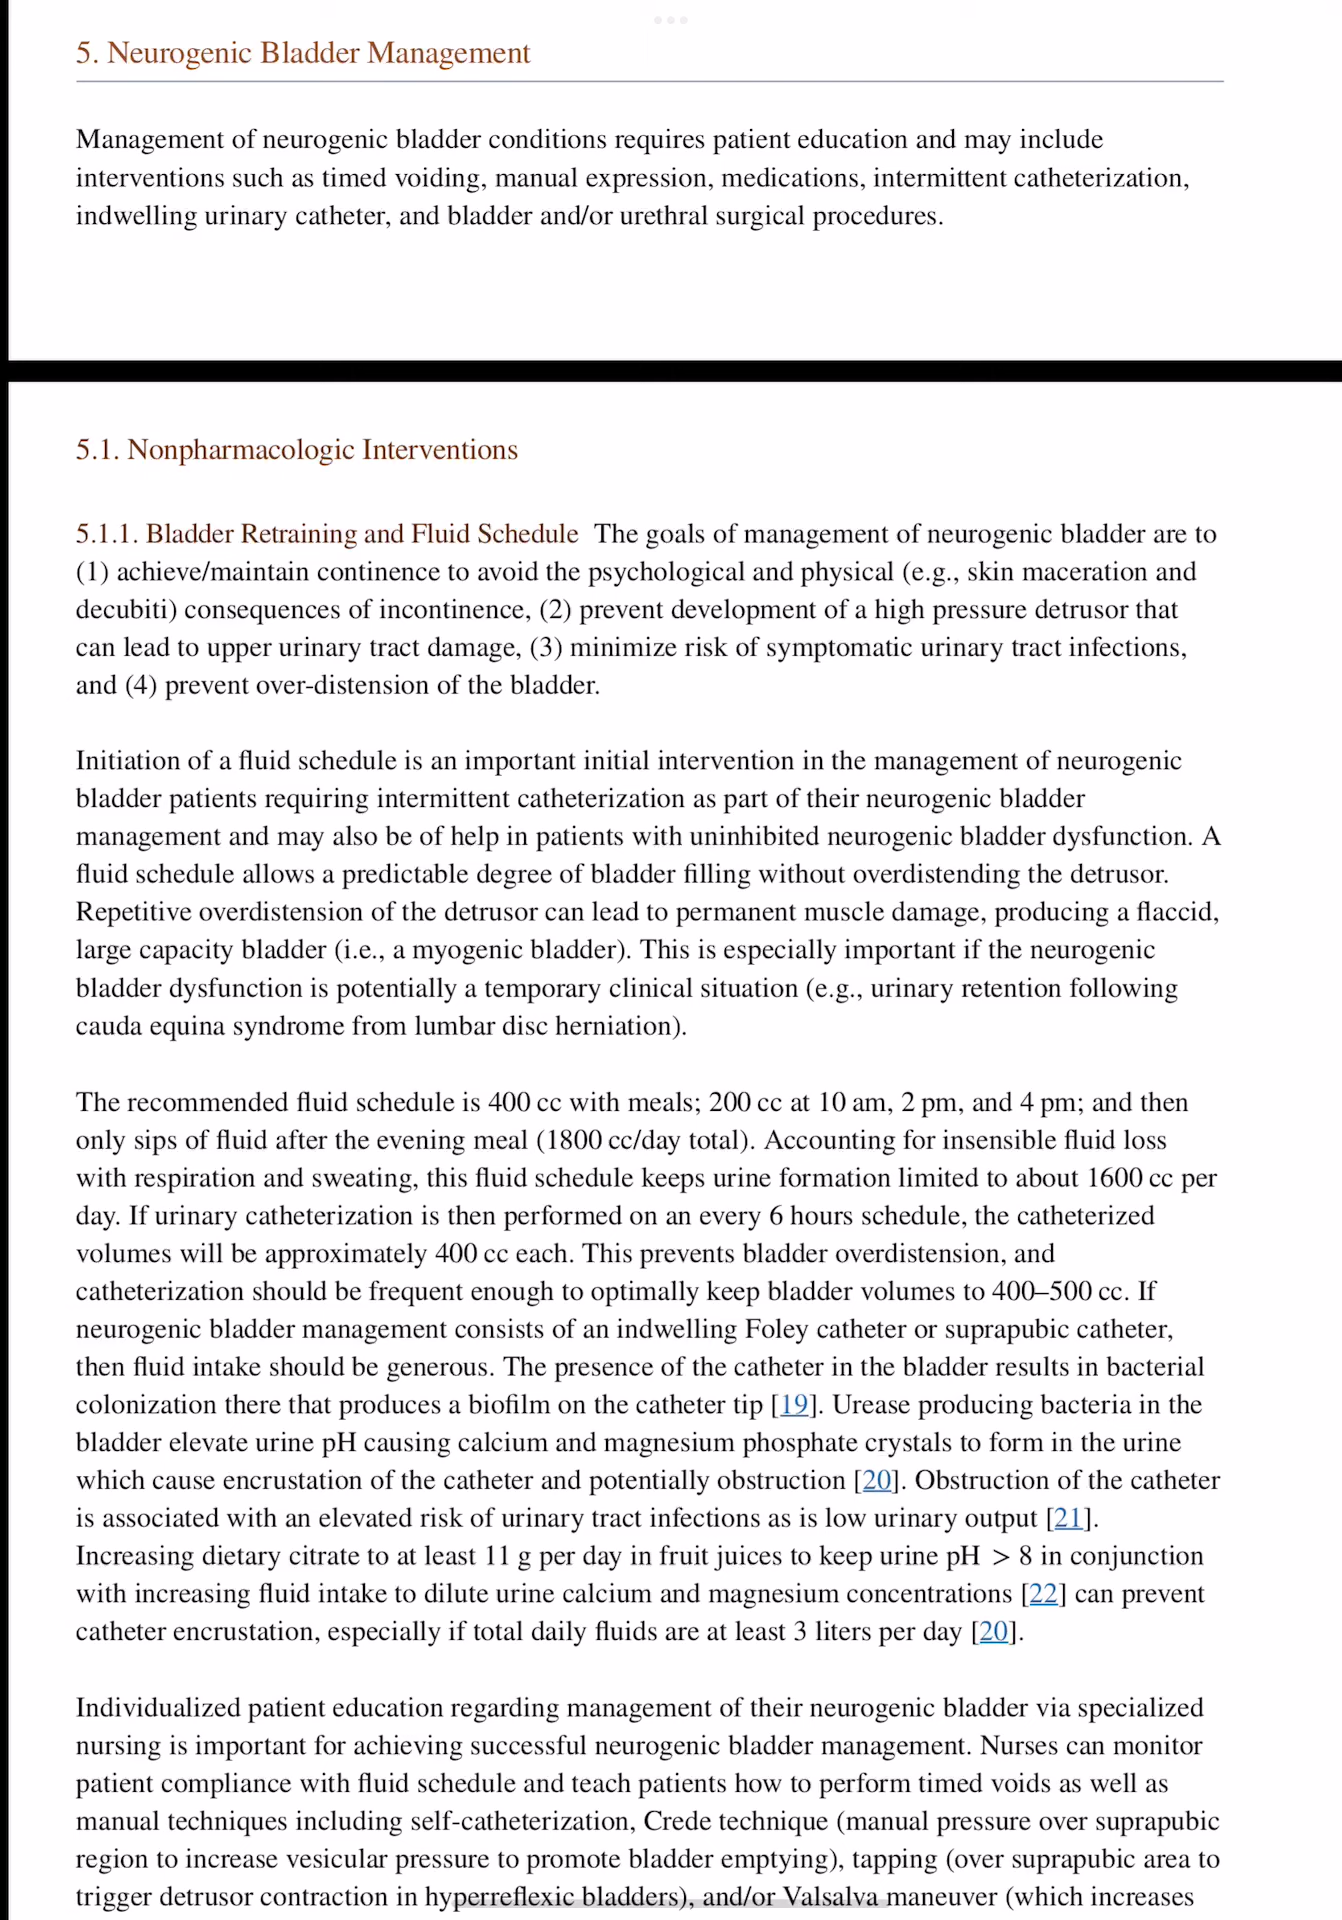 5. Neurogenic Bladder Management
Management of neurogenic bladder conditions requires patient education and may include
interventions such as timed voiding, manual expression, medications, intermittent catheterization,
indwelling urinary catheter, and bladder and/or urethral surgical procedures.
5.1. Nonpharmacologic Interventions
5.1.1. Bladder Retraining and Fluid Schedule The goals of management of neurogenic bladder are to
(1) achieve/maintain continence to avoid the psychological and physical (e.g., skin maceration and
decubiti) consequences of incontinence, (2) prevent development of a high pressure detrusor that
can lead to upper urinary tract damage, (3) minimize risk of symptomatic urinary tract infections,
and (4) prevent over-distension of the bladder.
Initiation of a fluid schedule is an important initial intervention in the management of neurogenic
bladder patients requiring intermittent catheterization as part of their neurogenic bladder
management and may also be of help in patients with uninhibited neurogenic bladder dysfunction. A
fluid schedule allows a predictable degree of bladder filling without overdistending the detrusor.
Repetitive overdistension of the detrusor can lead to permanent muscle damage, producing a flaccid,
large capacity bladder (i.e., a myogenic bladder). This is especially important if the neurogenic
bladder dysfunction is potentially a temporary clinical situation (e.g., urinary retention following
cauda equina syndrome from lumbar disc herniation).
The recommended fluid schedule is 400 cc with meals; 200 cc at 10 am, 2 pm, and 4 pm; and then
only sips of fluid after the evening meal (1800 cc/day total). Accounting for insensible fluid loss
with respiration and sweating, this fluid schedule keeps urine formation limited to about 1600 cc per
day. If urinary catheterization is then performed on an every 6 hours schedule, the catheterized
volumes will be approximately 400 cc each. This prevents bladder overdistension, and
catheterization should be frequent enough to optimally keep bladder volumes to 400–500 cc. If
neurogenic bladder management consists of an indwelling Foley catheter or suprapubic catheter,
then fluid intake should be generous. The presence of the catheter in the bladder results in bacterial
colonization there that produces a biofilm on the catheter tip [19]. Urease producing bacteria in the
bladder elevate urine pH causing calcium and magnesium phosphate crystals to form in the urine
which cause encrustation of the catheter and potentially obstruction [20]. Obstruction of the catheter
is associated with an elevated risk of urinary tract infections as is low urinary output [21].
Increasing dietary citrate to at least 11 g per day in fruit juices to keep urine pH > 8 in conjunction
with increasing fluid intake to dilute urine calcium and magnesium concentrations [22] can prevent
catheter encrustation, especially if total daily fluids are at least 3 liters per day [20].
Individualized patient education regarding management of their neurogenic bladder via specialized
nursing is important for achieving successful neurogenic bladder management. Nurses can monitor
patient compliance with fluid schedule and teach patients how to perform timed voids as well as
manual techniques including self-catheterization, Crede technique (manual pressure over suprapubic
region to increase vesicular pressure to promote bladder emptying), tapping (over suprapubic area to
trigger detrusor contraction in hyperreflexic bladders), and/or Valsalva maneuver (which increases